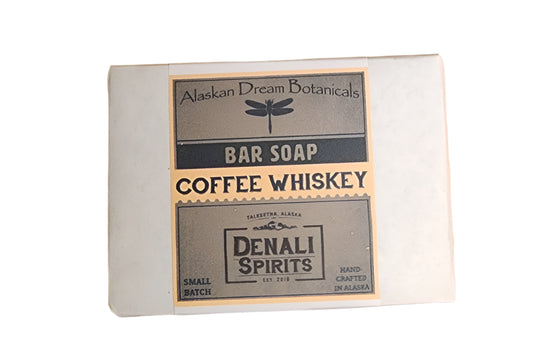 Alaskan Dream Botanicals
BAR SOAP
COFFEE WHISKEY
TALKEETNA, ALASKA
DENALI
SPIRITS
EST. 2018
SMALL
BATCH
HAND-
CRAFTED
IN ALASKA